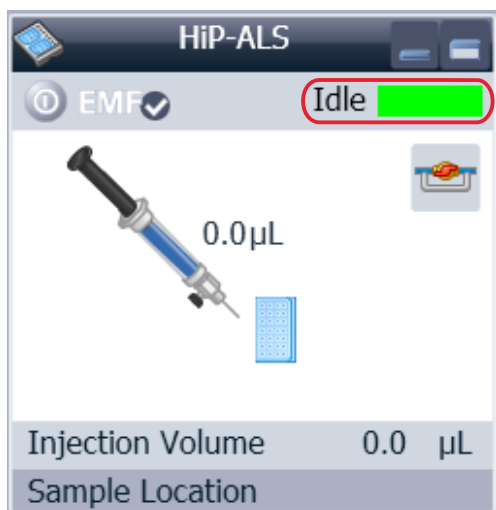 HiP-ALS
EMF
Idle
0.0µL
Injection Volume 0.0 µL
Sample Location